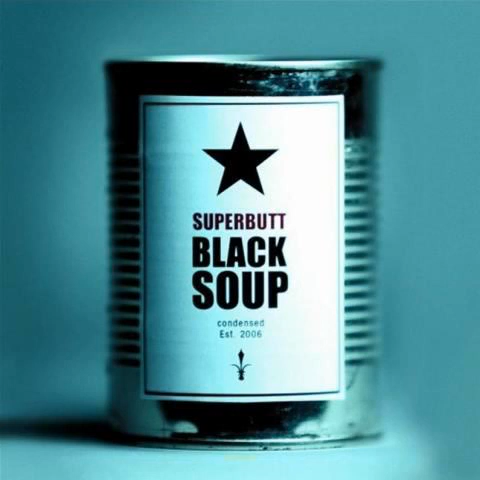 SUPERBUTT
BLACK
SOUP
condensed
Est. 2006